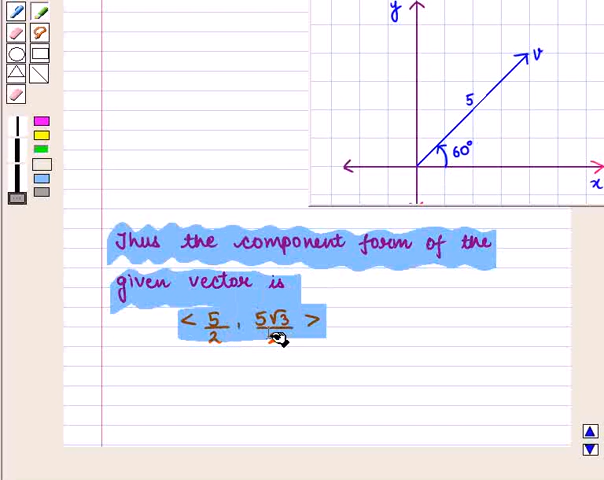 y
v
5
60°
x
Thus the component form of the
given vector is
< 5/2 , 5√3/2 >